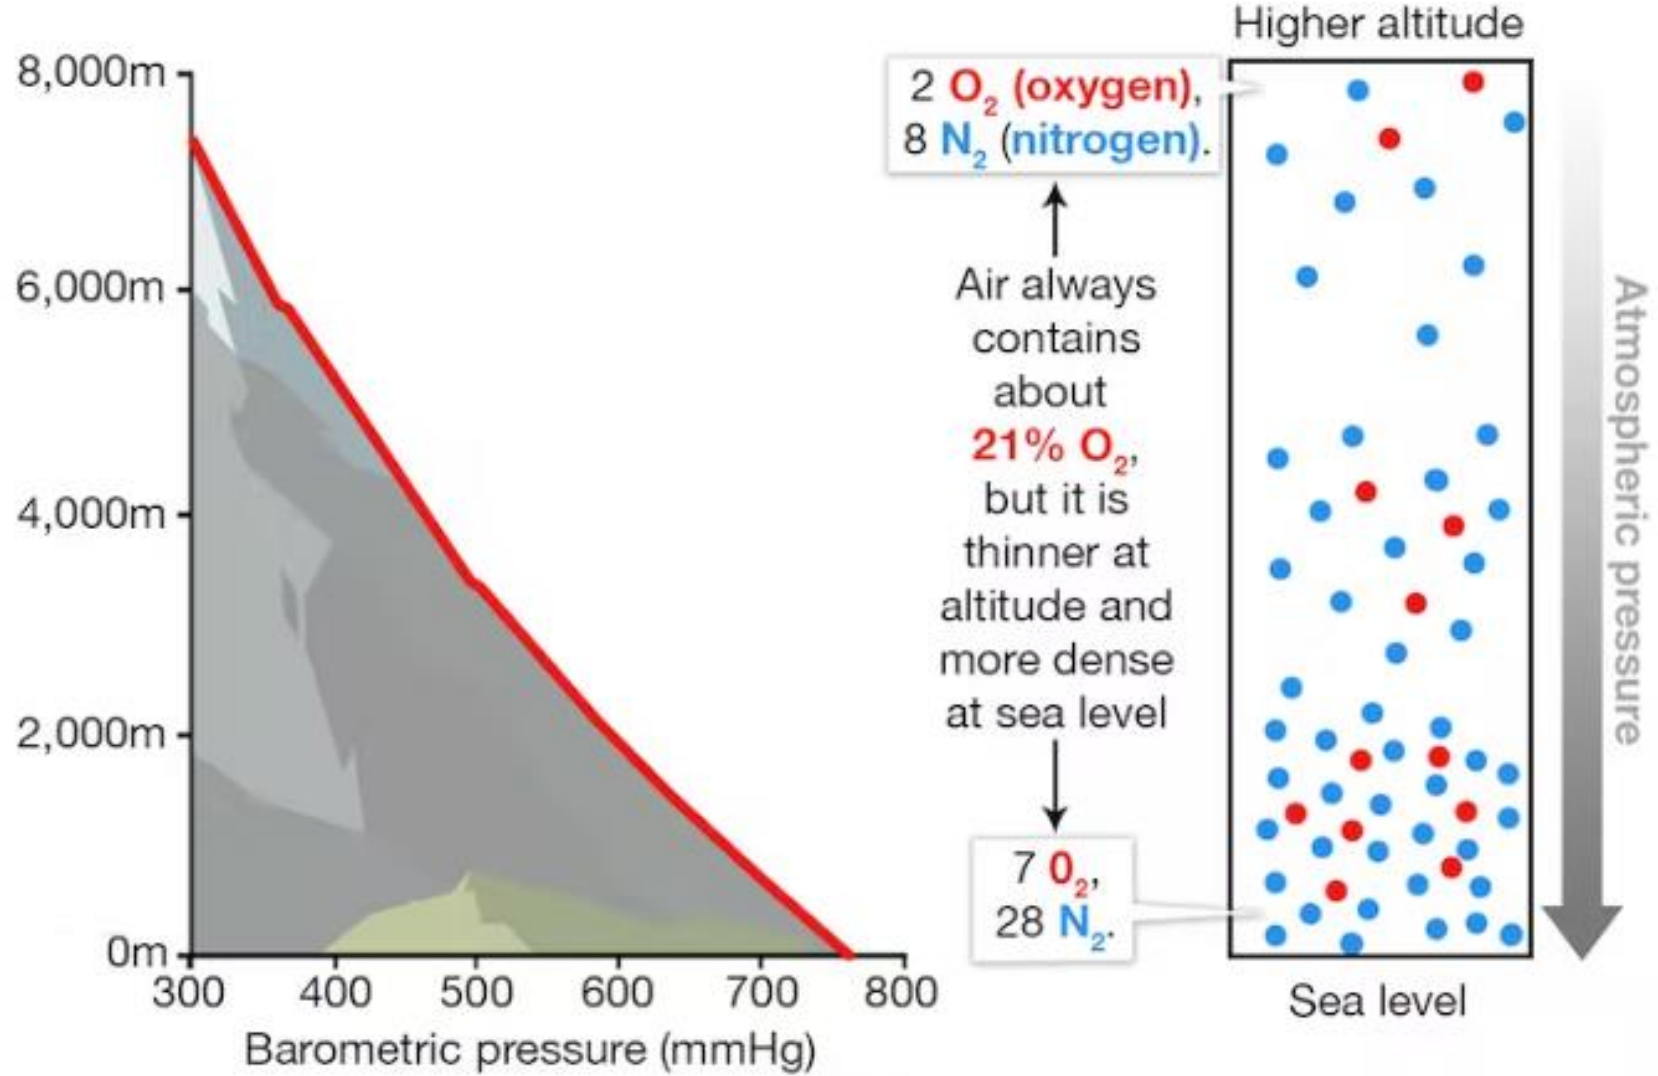 8,000m
6,000m
4,000m
2,000m
0m
300 400 500 600 700 800
Barometric pressure (mmHg)
2 O₂ (oxygen),
8 N₂ (nitrogen).
Air always
contains
about
21% O₂,
but it is
thinner at
altitude and
more dense
at sea level
7 0₂,
28 N₂.
Higher altitude
Sea level
Atmospheric pressure